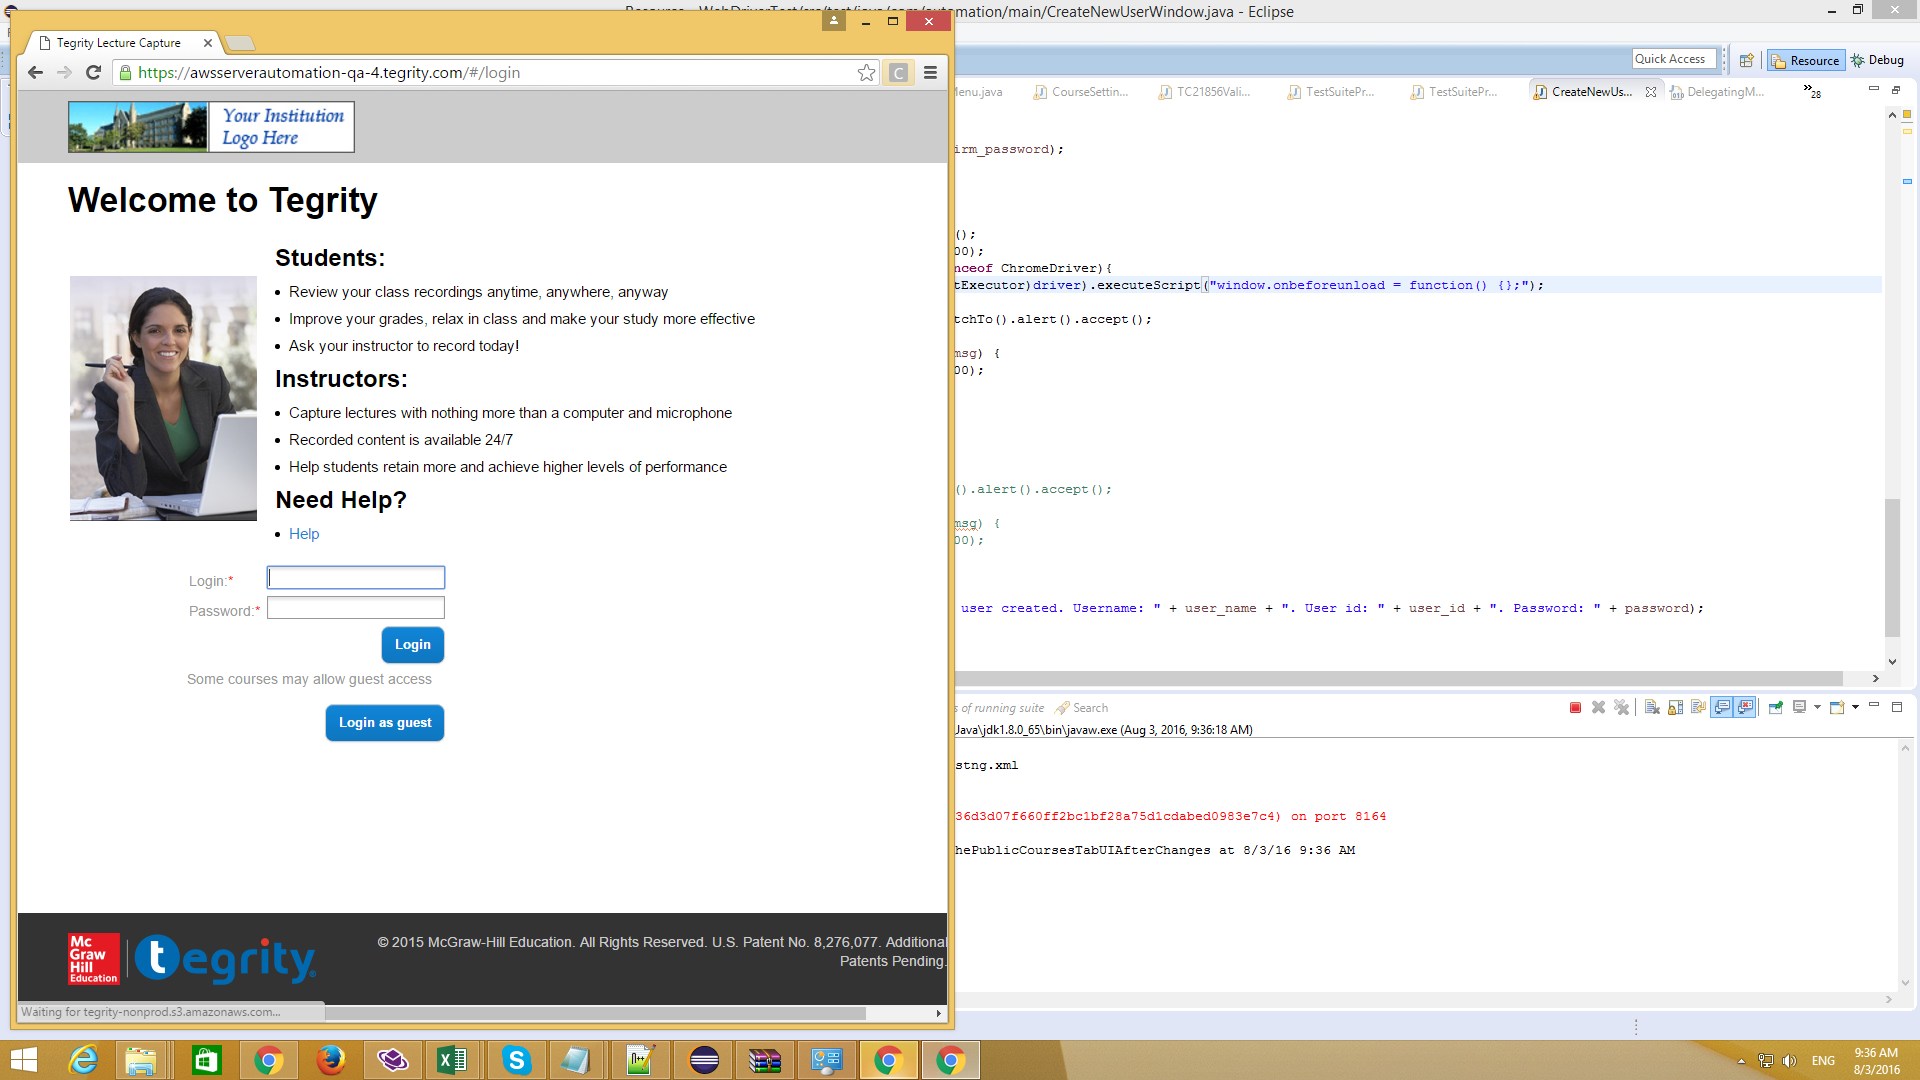 Resource - WebDriverTest/src/test/java/com/automation/main/CreateNewUserWindow.java - Eclipse
Tegrity Lecture Capture
https://awsserverautomation-qa-4.tegrity.com/#/login
Your Institution
Logo Here
Welcome to Tegrity
Students:
Review your class recordings anytime, anywhere, anyway
Improve your grades, relax in class and make your study more effective
Ask your instructor to record today!
Instructors:
Capture lectures with nothing more than a computer and microphone
Recorded content is available 24/7
Help students retain more and achieve higher levels of performance
Need Help?
Help
Login:*
Password:*
Login
Some courses may allow guest access
Login as guest
Mc
Graw
Hill
Education
tegrity
© 2015 McGraw-Hill Education. All Rights Reserved. U.S. Patent No. 8,276,077. Additional
Patents Pending.
Waiting for tegrity-nonprod.s3.amazonaws.com...
Quick Access
Resource
Debug
Menu.java
CourseSettin...
TC21856Vali...
TestSuitePr...
TestSuitePr...
CreateNewUs...
DelegatingM...
»28
irm_password);
();
00);
nceof ChromeDriver){
tExecutor)driver).executeScript("window.onbeforeunload = function() {};");
tchTo().alert().accept();
msg) {
00);
().alert().accept();
msg) {
00);
user created. Username: " + user_name + ". User id: " + user_id + ". Password: " + password);
s of running suite
Search
Java\jdk1.8.0_65\bin\javaw.exe (Aug 3, 2016, 9:36:18 AM)
stng.xml
36d3d07f660ff2bc1bf28a75d1cdabed0983e7c4) on port 8164
hePublicCoursesTabUIAfterChanges at 8/3/16 9:36 AM
ENG
9:36 AM
8/3/2016